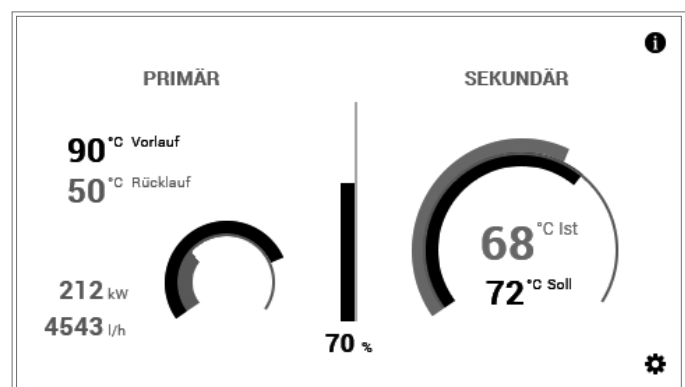 PRIMÄR
90 °C Vorlauf
50 °C Rücklauf
212 kW
4543 l/h
70 %
SEKUNDÄR
68 °C Ist
72 °C Soll
i